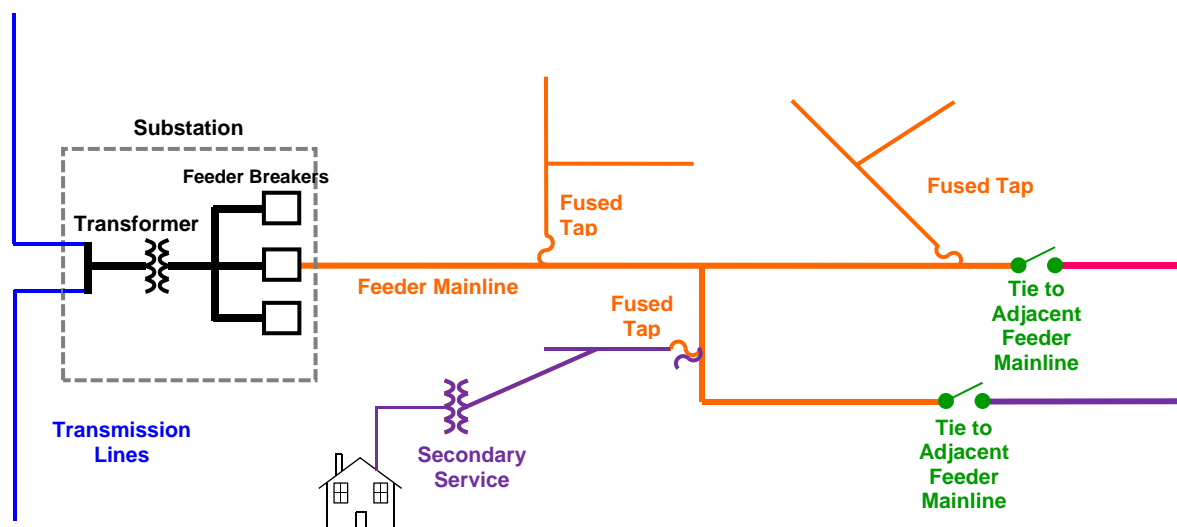 Substation
Feeder Breakers
Transformer
Fused
Tap
Fused Tap
Feeder Mainline
Fused
Tap
Tie to
Adjacent
Feeder
Mainline
Transmission
Lines
Secondary
Service
Tie to
Adjacent
Feeder
Mainline